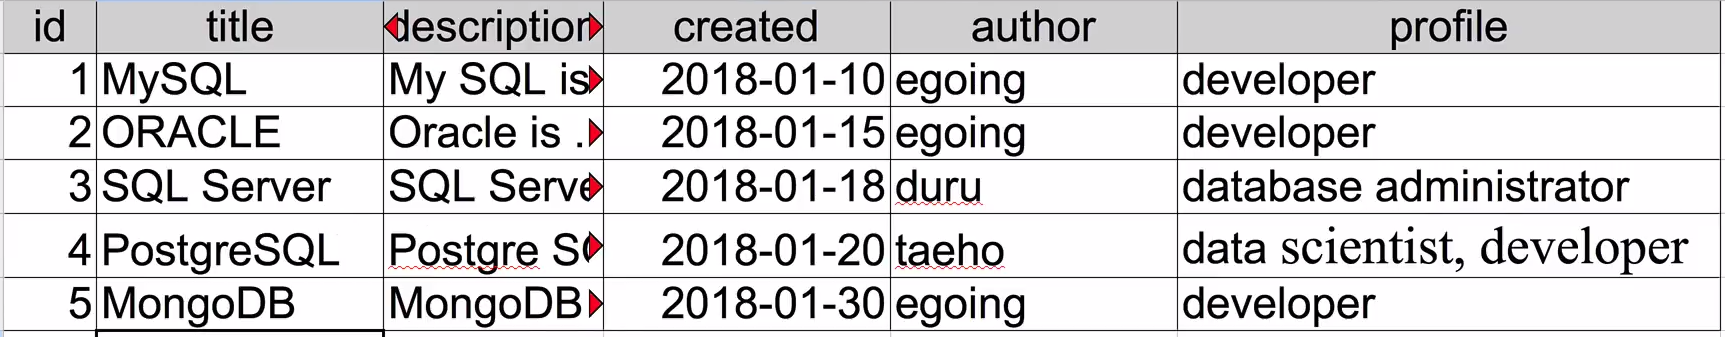 id title description created author profile
1 MySQL My SQL is 2018-01-10 egoing developer
2 ORACLE Oracle is . 2018-01-15 egoing developer
3 SQL Server SQL Serve 2018-01-18 duru database administrator
4 PostgreSQL Postgre S 2018-01-20 taeho data scientist, developer
5 MongoDB MongoDB 2018-01-30 egoing developer